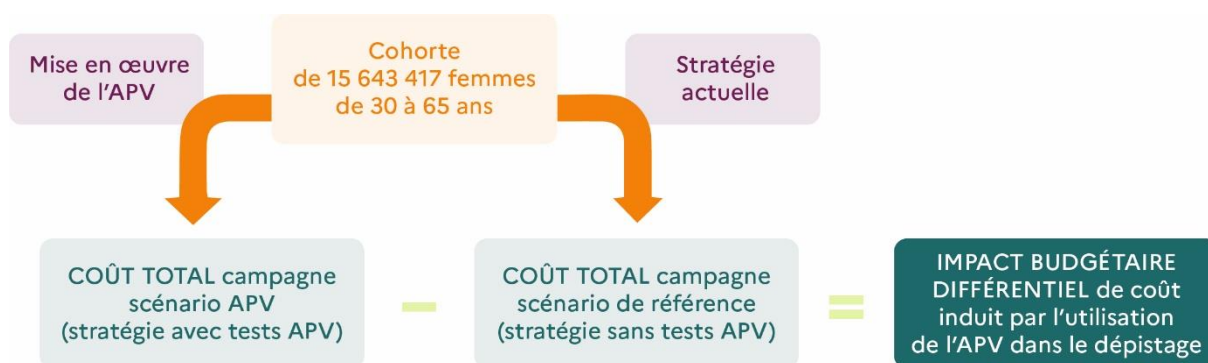 Mise en œuvre
de l'APV
Cohorte
de 15 643 417 femmes
de 30 à 65 ans
Stratégie
actuelle
COÛT TOTAL campagne
scénario APV
(stratégie avec tests APV)
–
COÛT TOTAL campagne
scénario de référence
(stratégie sans tests APV)
=
IMPACT BUDGÉTAIRE
DIFFÉRENTIEL de coût
induit par l'utilisation
de l'APV dans le dépistage